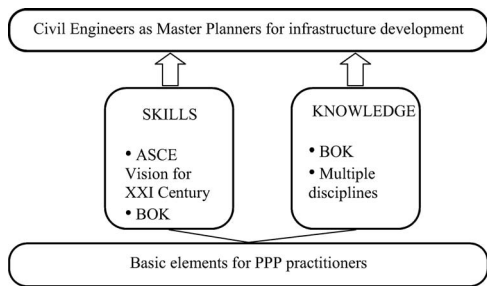 Civil Engineers as Master Planners for infrastructure development
SKILLS
• ASCE
Vision for
XXI Century
• BOK
KNOWLEDGE
• BOK
• Multiple
disciplines
Basic elements for PPP practitioners